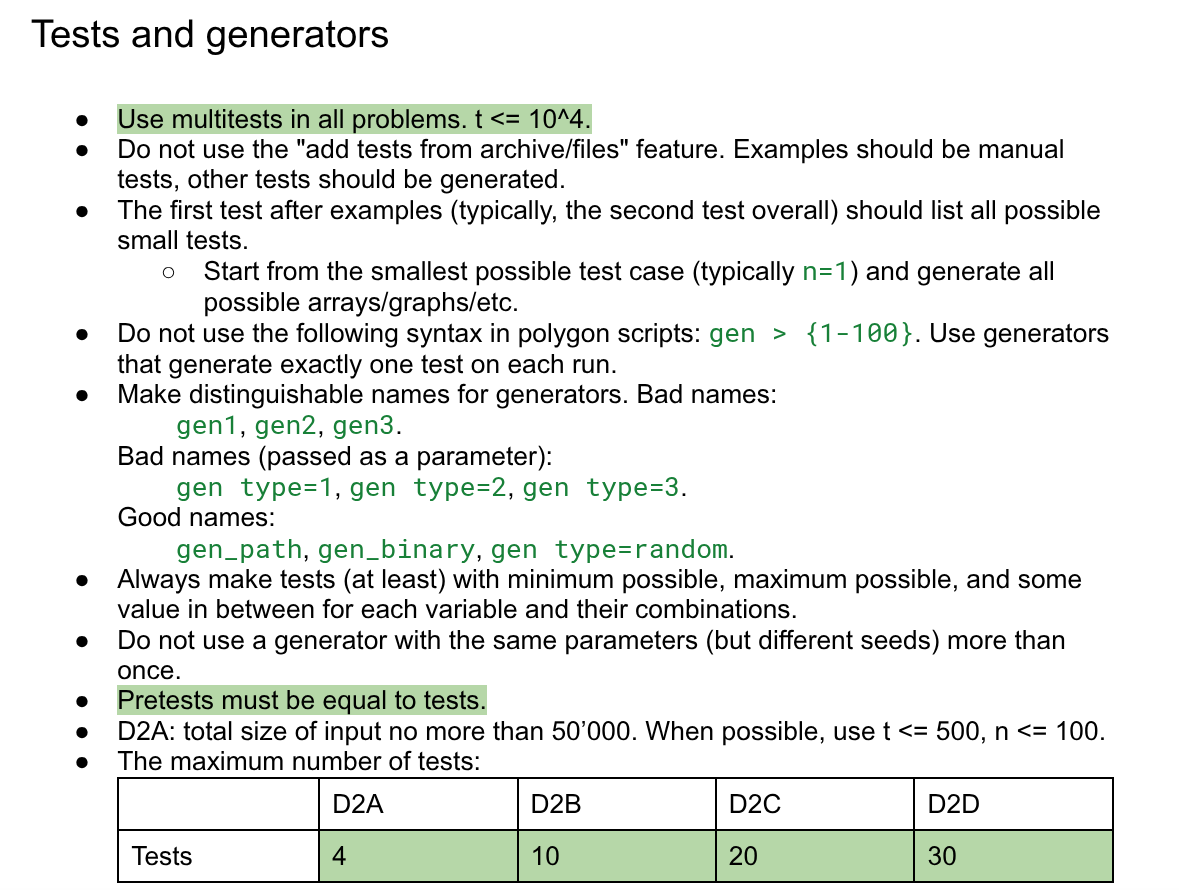 Tests and generators
● Use multitests in all problems. t <= 10^4.
● Do not use the "add tests from archive/files" feature. Examples should be manual
tests, other tests should be generated.
● The first test after examples (typically, the second test overall) should list all possible
small tests.
○ Start from the smallest possible test case (typically n=1) and generate all
possible arrays/graphs/etc.
● Do not use the following syntax in polygon scripts: gen > {1-100}. Use generators
that generate exactly one test on each run.
● Make distinguishable names for generators. Bad names:
gen1, gen2, gen3.
Bad names (passed as a parameter):
gen type=1, gen type=2, gen type=3.
Good names:
gen_path, gen_binary, gen type=random.
● Always make tests (at least) with minimum possible, maximum possible, and some
value in between for each variable and their combinations.
● Do not use a generator with the same parameters (but different seeds) more than
once.
● Pretests must be equal to tests.
● D2A: total size of input no more than 50’000. When possible, use t <= 500, n <= 100.
● The maximum number of tests:
D2A D2B D2C D2D
Tests 4 10 20 30